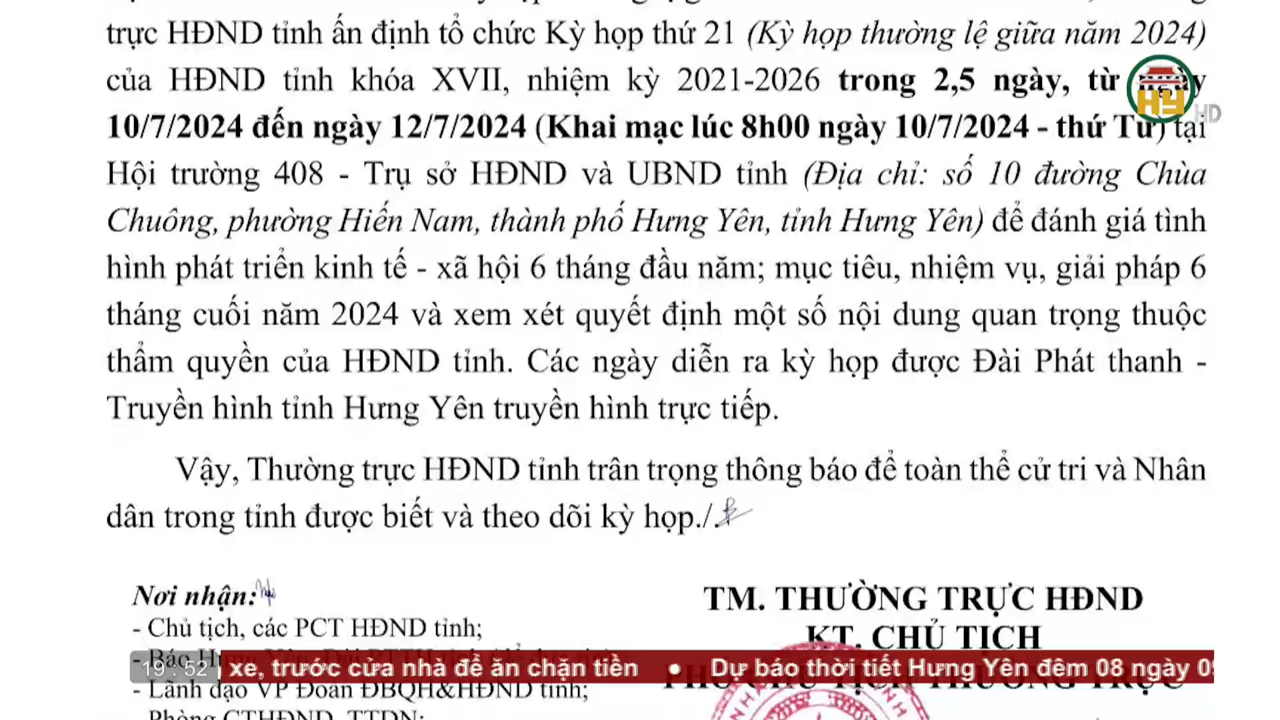 trực HĐND tỉnh ấn định tổ chức Kỳ họp thứ 21 (Kỳ họp thường lệ giữa năm 2024)
của HĐND tỉnh khóa XVII, nhiệm kỳ 2021-2026 trong 2,5 ngày, từ ngày
HY HD
10/7/2024 đến ngày 12/7/2024 (Khai mạc lúc 8h00 ngày 10/7/2024 - thứ Tư) tại
Hội trường 408 - Trụ sở HĐND và UBND tỉnh (Địa chỉ: số 10 đường Chùa
Chuông, phường Hiến Nam, thành phố Hưng Yên, tỉnh Hưng Yên) để đánh giá tình
hình phát triển kinh tế - xã hội 6 tháng đầu năm; mục tiêu, nhiệm vụ, giải pháp 6
tháng cuối năm 2024 và xem xét quyết định một số nội dung quan trọng thuộc
thẩm quyền của HĐND tỉnh. Các ngày diễn ra kỳ họp được Đài Phát thanh -
Truyền hình tỉnh Hưng Yên truyền hình trực tiếp.
Vậy, Thường trực HĐND tỉnh trân trọng thông báo để toàn thể cử tri và Nhân
dân trong tỉnh được biết và theo dõi kỳ họp./.
Nơi nhận:
TM. THƯỜNG TRỰC HĐND
- Chủ tịch, các PCT HĐND tỉnh;
KT. CHỦ TỊCH
19:52 xe, trước cửa nhà để ăn chặn tiền • Dự báo thời tiết Hưng Yên đêm 08 ngày 09
- Lãnh đạo VP Đoàn ĐBQH&HĐND tỉnh;
- Phòng CTHĐND, TTDN;